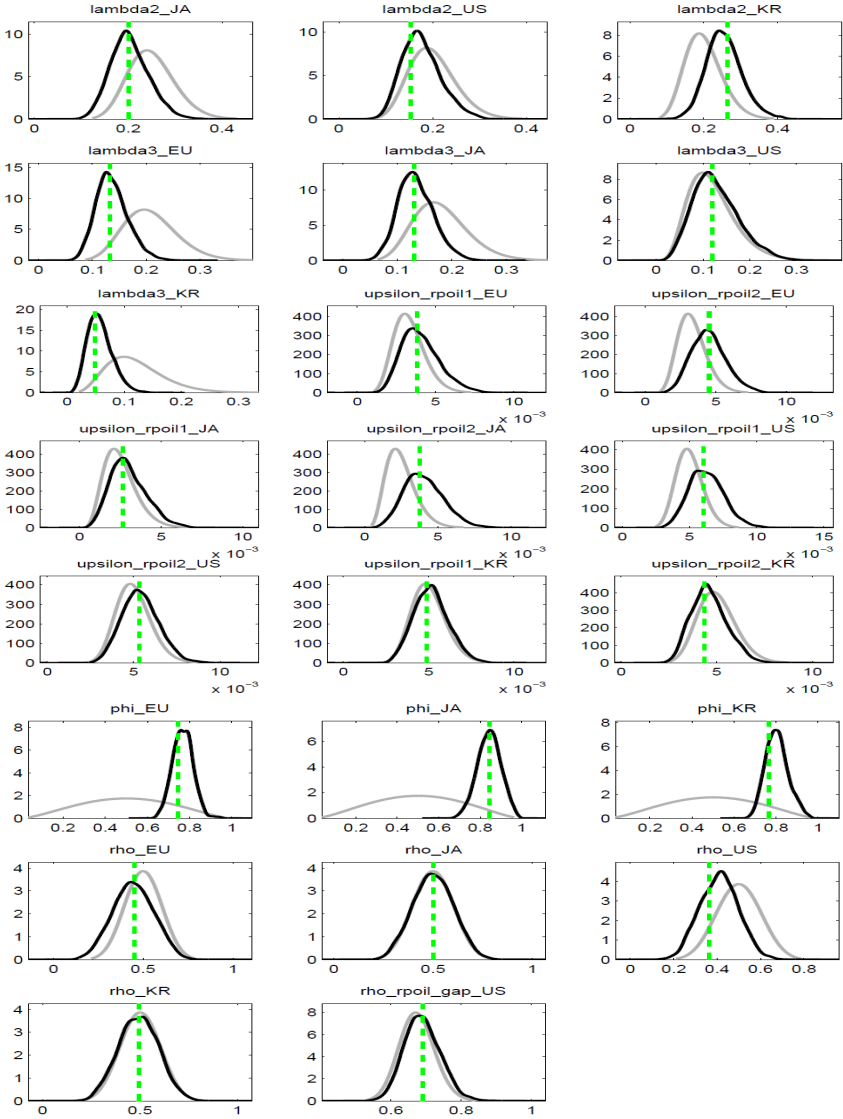 lambda2_JA lambda2_US lambda2_KR
10 10 8
5 5 6
4
2
0 0 0
0 0.2 0.4 0 0.2 0.4 0 0.2 0.4
lambda3_EU lambda3_JA lambda3_US
15 10 8
10 6
5 5 4
2
0 0 0
0 0.1 0.2 0.3 0 0.1 0.2 0.3 0 0.1 0.2 0.3
lambda3_KR upsilon_rpoil1_EU upsilon_rpoil2_EU
20 400 400
15 300 300
10 200 200
5 100 100
0 0 0
0 0.1 0.2 0.3 0 5 10 0 5 10
x 10⁻³ x 10⁻³
upsilon_rpoil1_JA upsilon_rpoil2_JA upsilon_rpoil1_US
400 400 400
300 300 300
200 200 200
100 100 100
0 0 0
0 5 10 0 5 10 0 5 10 15
x 10⁻³ x 10⁻³ x 10⁻³
upsilon_rpoil2_US upsilon_rpoil1_KR upsilon_rpoil2_KR
400 400 400
300 300 300
200 200 200
100 100 100
0 0 0
0 5 10 0 5 10 0 5 10
x 10⁻³ x 10⁻³ x 10⁻³
phi_EU phi_JA phi_KR
8 6 6
6 4 4
4 2 2
2
0 0 0
0.2 0.4 0.6 0.8 1 0.2 0.4 0.6 0.8 1 0.2 0.4 0.6 0.8 1
rho_EU rho_JA rho_US
4 4 4
3 3 3
2 2 2
1 1 1
0 0 0
0 0.5 1 0 0.5 1 0 0.2 0.4 0.6 0.8
rho_KR rho_rpoil_gap_US
4 8
3 6
2 4
1 2
0 0
0 0.5 1 0.6 0.8 1